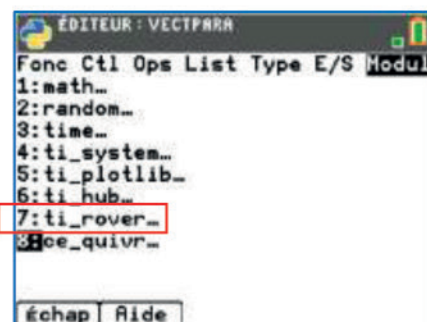 ÉDITEUR : VECTPARA
Fonc Ctl Ops List Type E/S Modul
1:math…
2:random…
3:time…
4:ti_system…
5:ti_plotlib…
6:ti_hub…
7:ti_rover…
8:ce_quivr…
Échap Aide